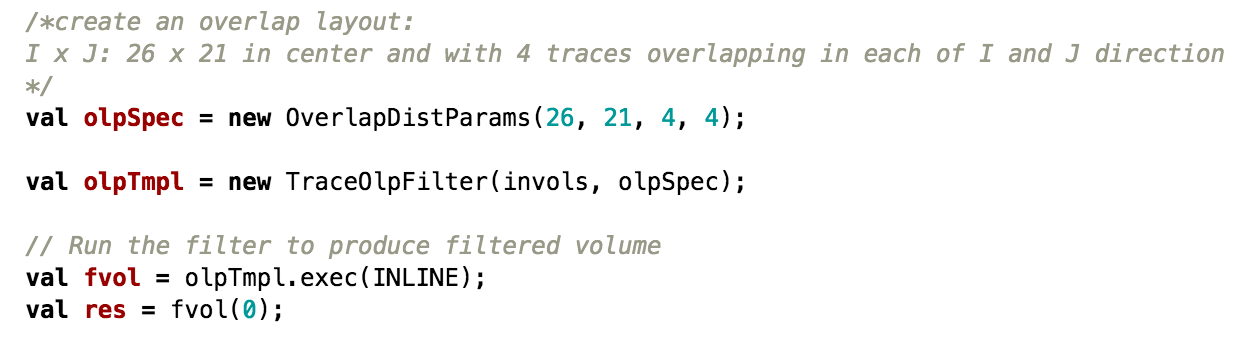 /*create an overlap layout:
I x J: 26 x 21 in center and with 4 traces overlapping in each of I and J direction
*/
val olpSpec = new OverlapDistParams(26, 21, 4, 4);
val olpTmpl = new TraceOlpFilter(invols, olpSpec);
// Run the filter to produce filtered volume
val fvol = olpTmpl.exec(INLINE);
val res = fvol(0);